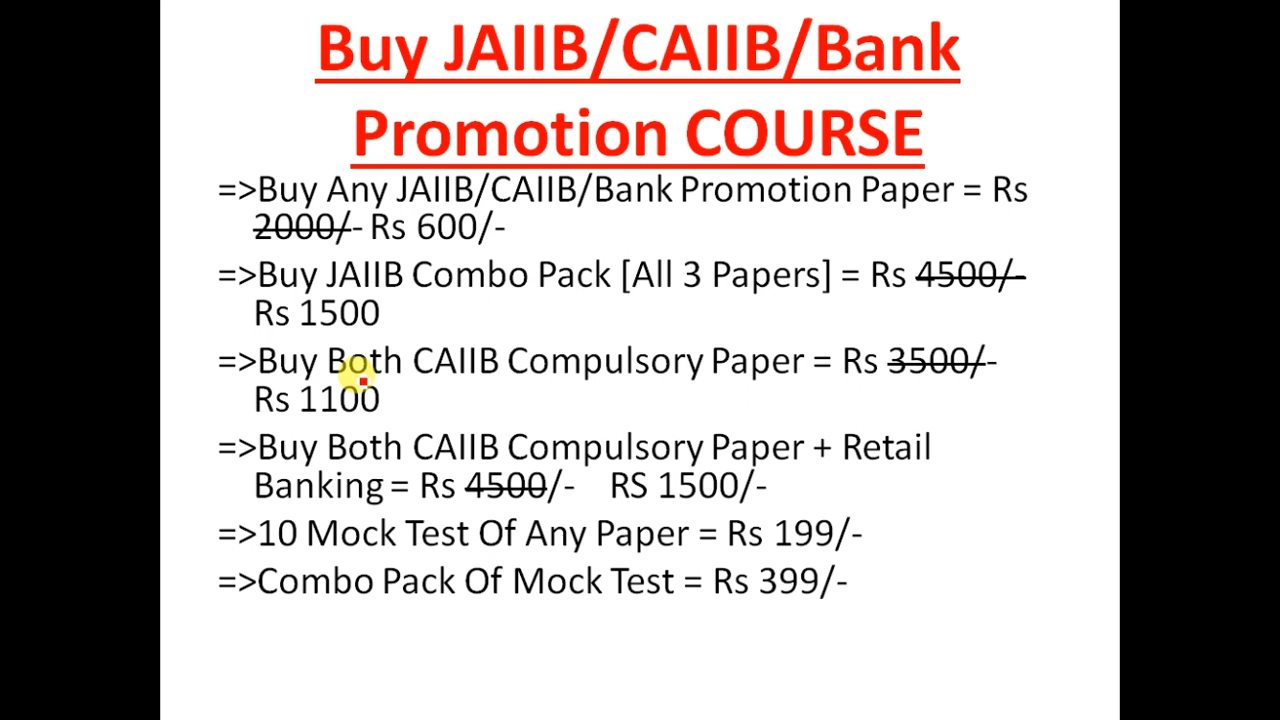 Buy JAIIB/CAIIB/Bank
Promotion COURSE
=>Buy Any JAIIB/CAIIB/Bank Promotion Paper = Rs
2000/- Rs 600/-
=>Buy JAIIB Combo Pack [All 3 Papers] = Rs 4500/-
Rs 1500
=>Buy Both CAIIB Compulsory Paper = Rs 3500/-
Rs 1100
=>Buy Both CAIIB Compulsory Paper + Retail
Banking = Rs 4500/- RS 1500/-
=>10 Mock Test Of Any Paper = Rs 199/-
=>Combo Pack Of Mock Test = Rs 399/-